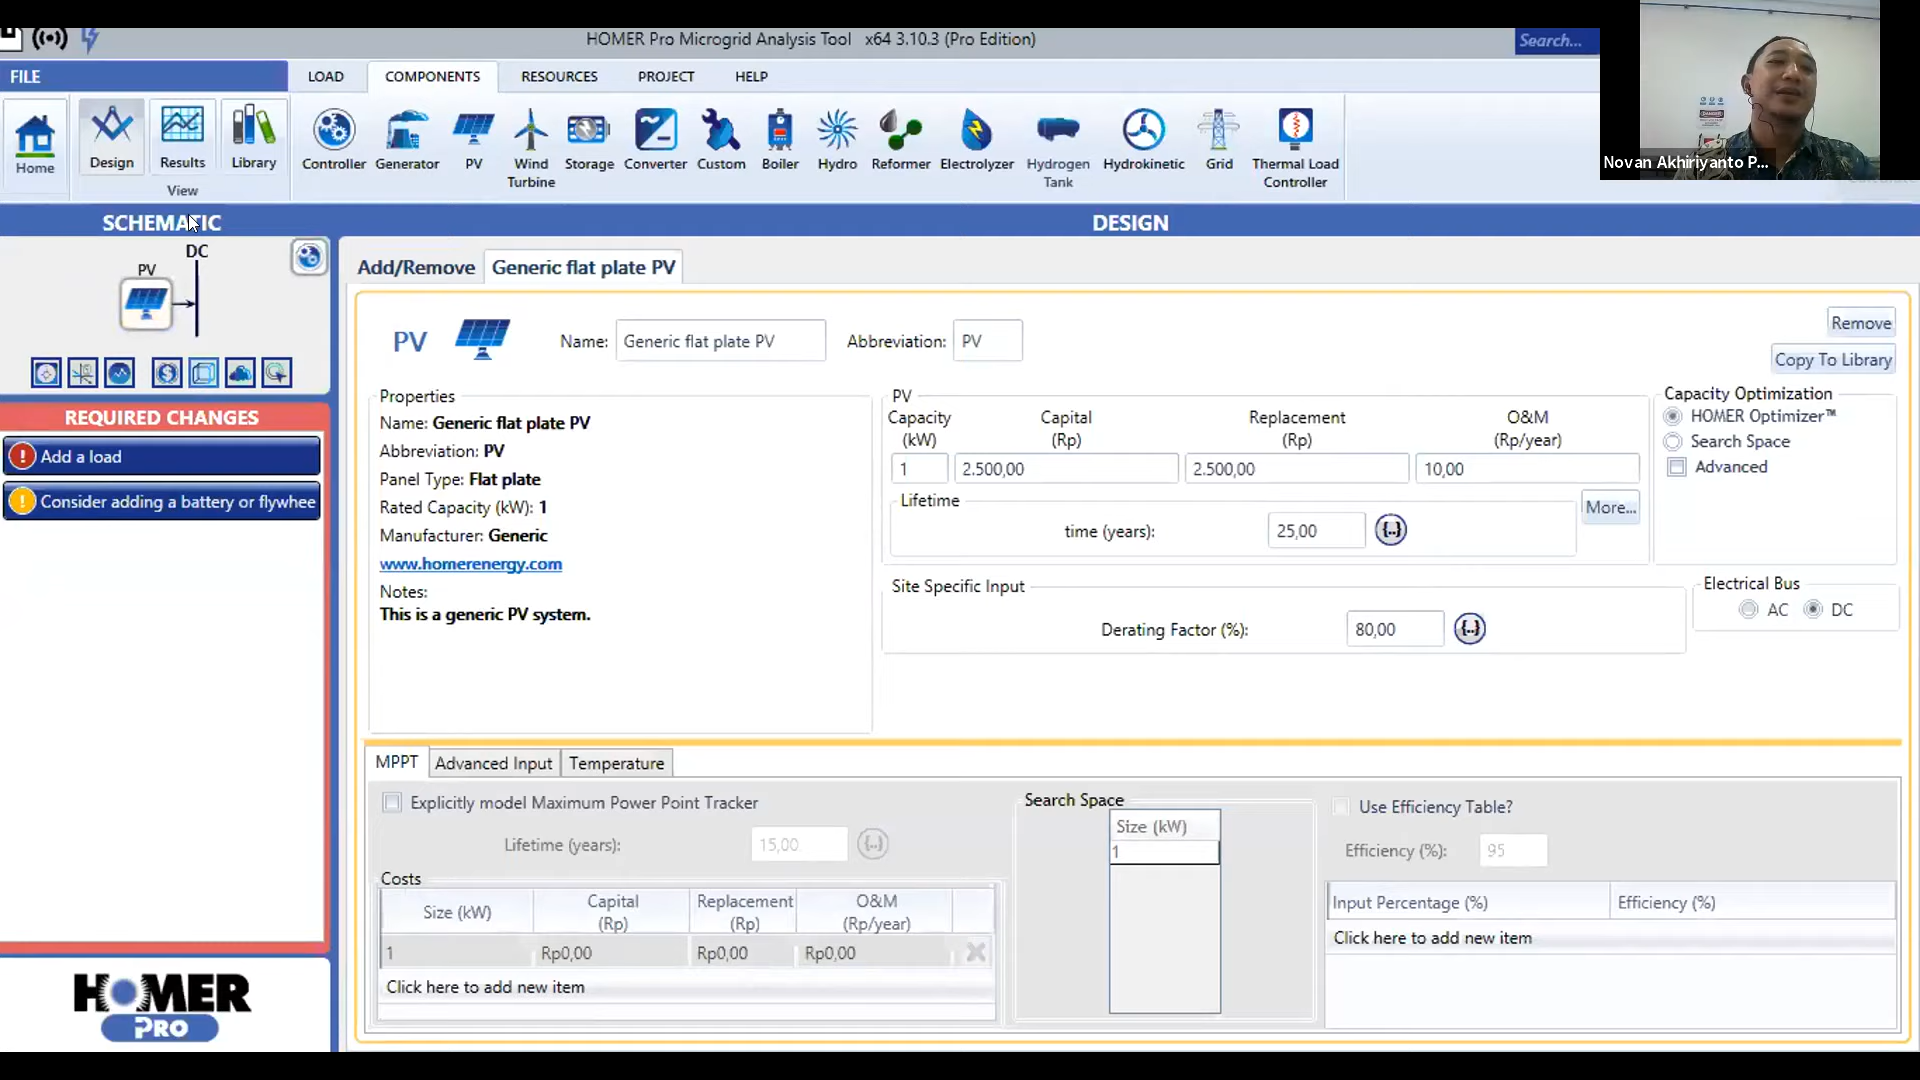 HOMER Pro Microgrid Analysis Tool x64 3.10.3 (Pro Edition)
Search...
FILE
LOAD
COMPONENTS
RESOURCES
PROJECT
HELP
Home
Design
Results
Library
View
Controller
Generator
PV
Wind
Turbine
Storage
Converter
Custom
Boiler
Hydro
Reformer
Electrolyzer
Hydrogen
Tank
Hydrokinetic
Grid
Thermal Load
Controller
Novan Akhiriyanto P...
SCHEMATIC
DESIGN
DC
PV
REQUIRED CHANGES
Add a load
Consider adding a battery or flywhee
HOMER
PRO
Add/Remove
Generic flat plate PV
PV
Name: Generic flat plate PV
Abbreviation: PV
Remove
Copy To Library
Properties
Name: Generic flat plate PV
Abbreviation: PV
Panel Type: Flat plate
Rated Capacity (kW): 1
Manufacturer: Generic
www.homerenergy.com
Notes:
This is a generic PV system.
PV
Capacity
(kW)
Capital
(Rp)
Replacement
(Rp)
O&M
(Rp/year)
1
2.500,00
2.500,00
10,00
Lifetime
time (years): 25,00 {..}
More...
Capacity Optimization
HOMER Optimizer™
Search Space
Advanced
Site Specific Input
Derating Factor (%): 80,00 {..}
Electrical Bus
AC DC
MPPT
Advanced Input
Temperature
Explicitly model Maximum Power Point Tracker
Lifetime (years): 15,00 {..}
Costs
Size (kW)
Capital
(Rp)
Replacement
(Rp)
O&M
(Rp/year)
1 Rp0,00 Rp0,00 Rp0,00
Click here to add new item
Search Space
Size (kW)
1
Use Efficiency Table?
Efficiency (%): 95
Input Percentage (%) Efficiency (%)
Click here to add new item